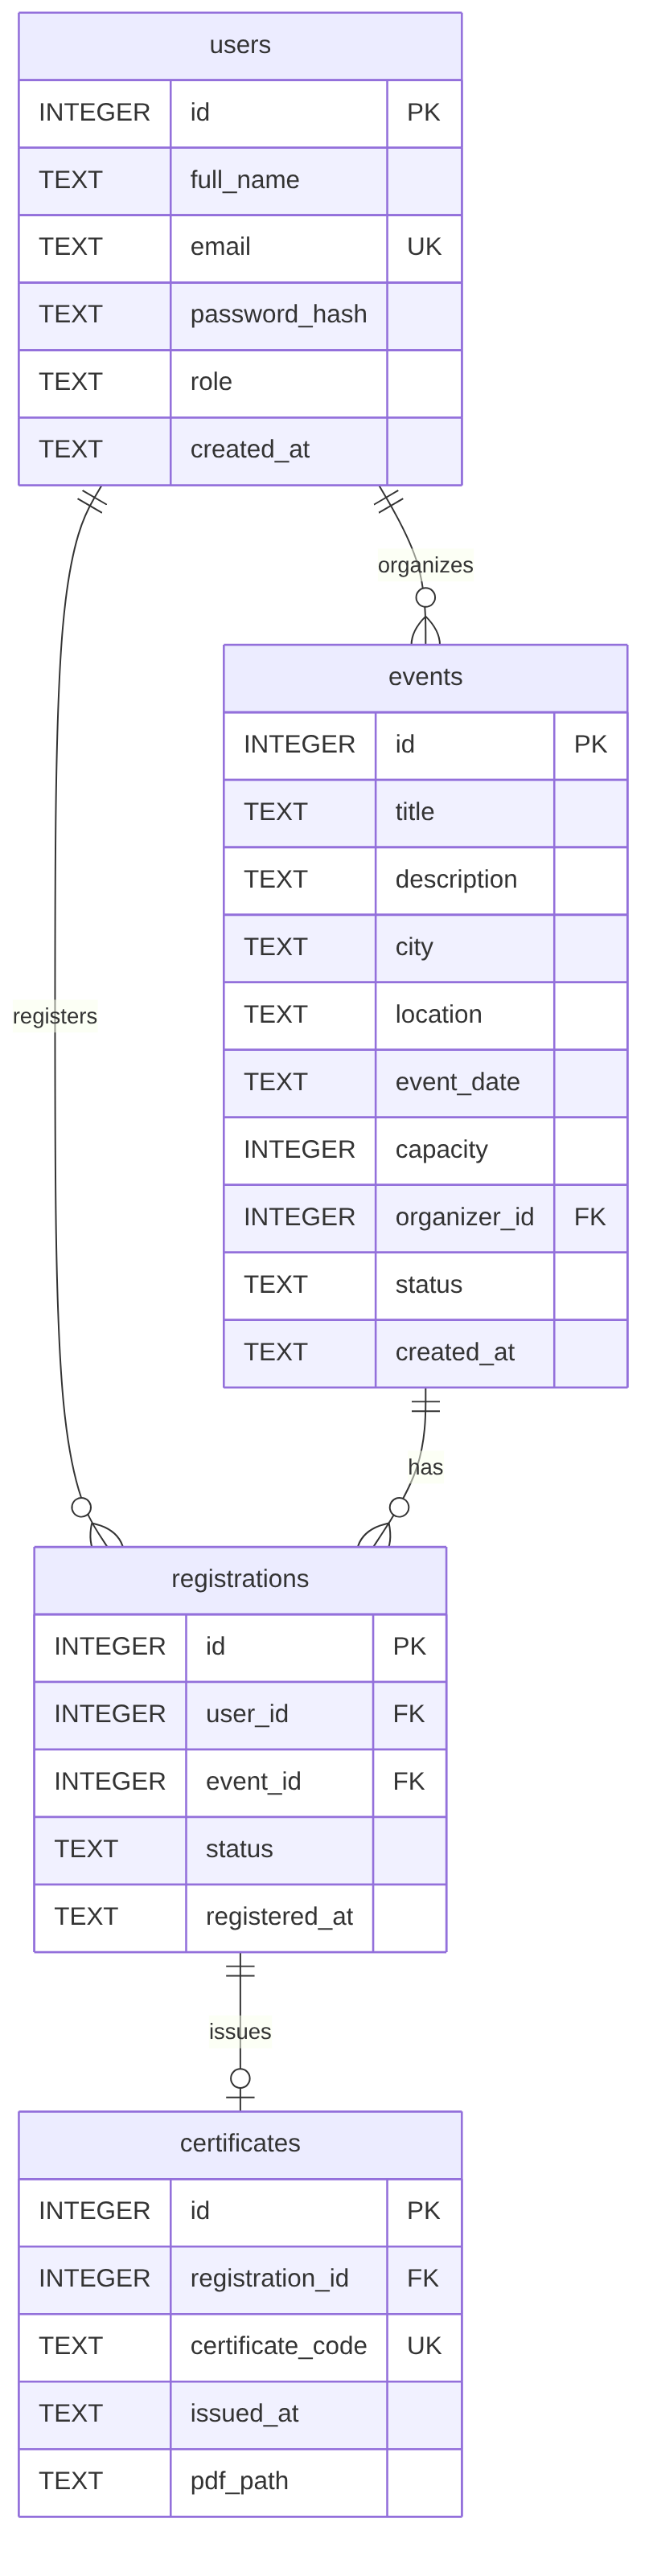 users
INTEGER id PK
TEXT full_name
TEXT email UK
TEXT password_hash
TEXT role
TEXT created_at
organizes
events
INTEGER id PK
TEXT title
TEXT description
TEXT city
TEXT location
TEXT event_date
INTEGER capacity
INTEGER organizer_id FK
TEXT status
TEXT created_at
registers
has
registrations
INTEGER id PK
INTEGER user_id FK
INTEGER event_id FK
TEXT status
TEXT registered_at
issues
certificates
INTEGER id PK
INTEGER registration_id FK
TEXT certificate_code UK
TEXT issued_at
TEXT pdf_path